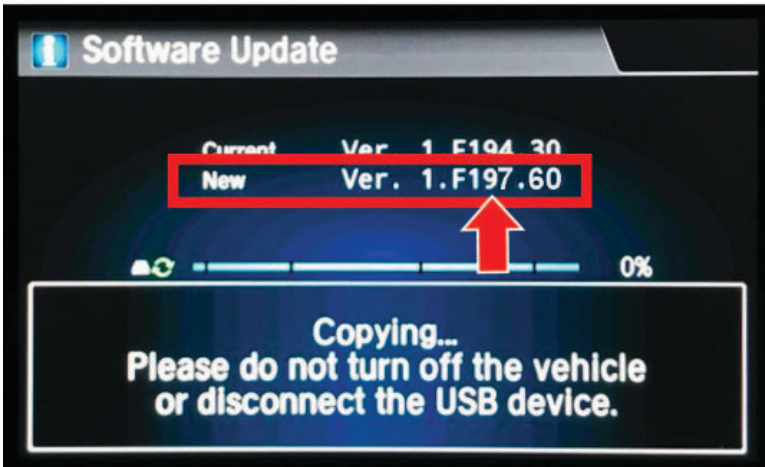 Software Update
Current Ver. 1.F194.30
New Ver. 1.F197.60
0%
Copying...
Please do not turn off the vehicle
or disconnect the USB device.